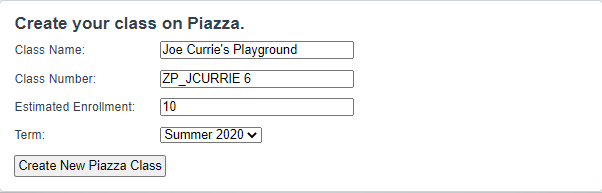 Create your class on Piazza.
Class Name: Joe Currie's Playground
Class Number: ZP_JCURRIE 6
Estimated Enrollment: 10
Term: Summer 2020
Create New Piazza Class